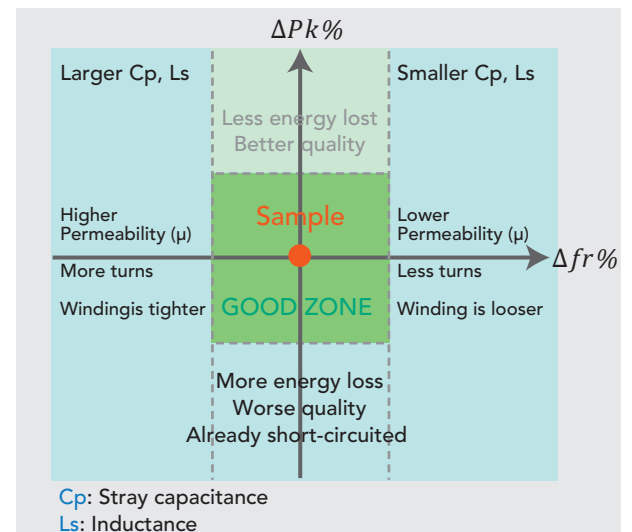 ΔPk%
Larger Cp, Ls
Smaller Cp, Ls
Less energy lost
Better quality
Higher
Permeability (μ)
Sample
Lower
Permeability (μ)
Δfr%
More turns
Less turns
Windingis tighter
GOOD ZONE
Winding is looser
More energy loss
Worse quality
Already short-circuited
Cp: Stray capacitance
Ls: Inductance